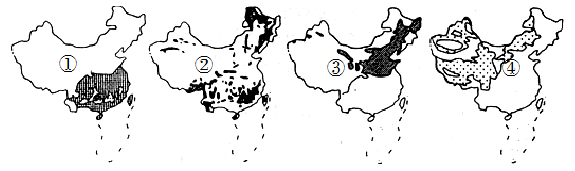 ① ② ③ ④